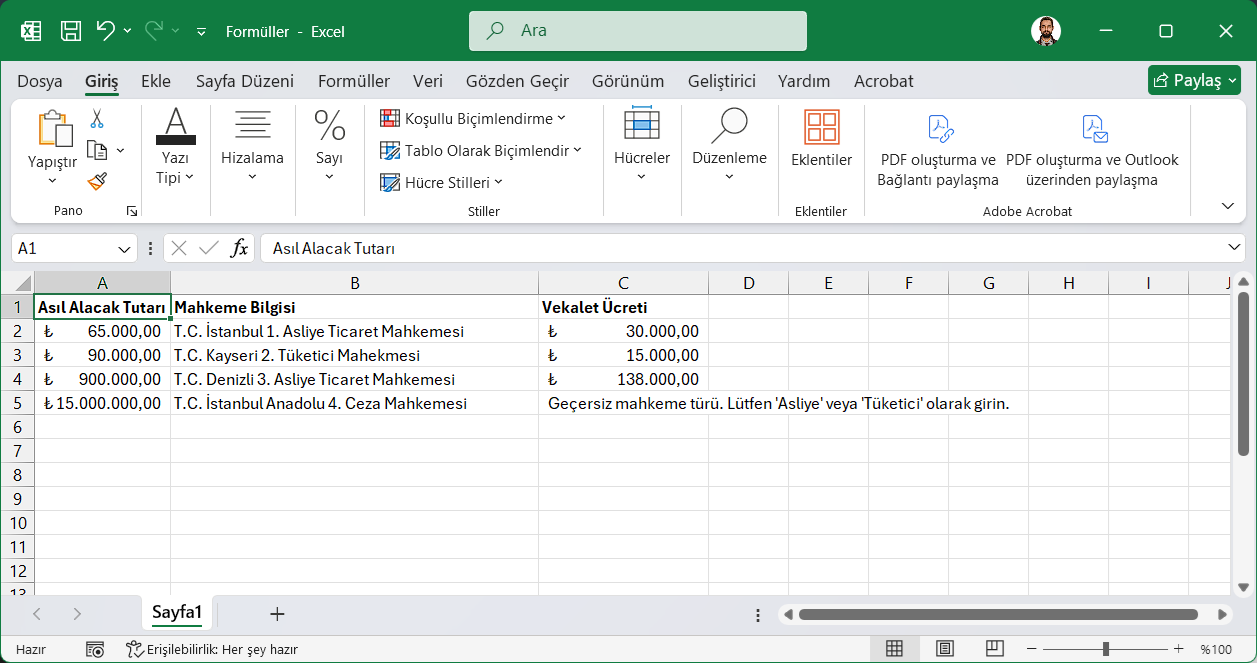 Formüller - Excel
Ara
Dosya Giriş Ekle Sayfa Düzeni Formüller Veri Gözden Geçir Görünüm Geliştirici Yardım Acrobat Paylaş
Yapıştır
Pano
Yazı
Tipi
Hizalama
%
Sayı
Koşullu Biçimlendirme
Tablo Olarak Biçimlendir
Hücre Stilleri
Stiller
Hücreler
Düzenleme
Eklentiler
Eklentiler
PDF oluşturma ve
Bağlantı paylaşma
PDF oluşturma ve Outlook
üzerinden paylaşma
Adobe Acrobat
A1 fx Asıl Alacak Tutarı
A B C D E F G H I J
1 Asıl Alacak Tutarı Mahkeme Bilgisi Vekalet Ücreti
2 ₺ 65.000,00 T.C. İstanbul 1. Asliye Ticaret Mahkemesi ₺ 30.000,00
3 ₺ 90.000,00 T.C. Kayseri 2. Tüketici Mahekmesi ₺ 15.000,00
4 ₺ 900.000,00 T.C. Denizli 3. Asliye Ticaret Mahkemesi ₺ 138.000,00
5 ₺ 15.000.000,00 T.C. İstanbul Anadolu 4. Ceza Mahkemesi Geçersiz mahkeme türü. Lütfen 'Asliye' veya 'Tüketici' olarak girin.
6
7
8
9
10
11
12
13
Sayfa1
Hazır Erişilebilirlik: Her şey hazır %100